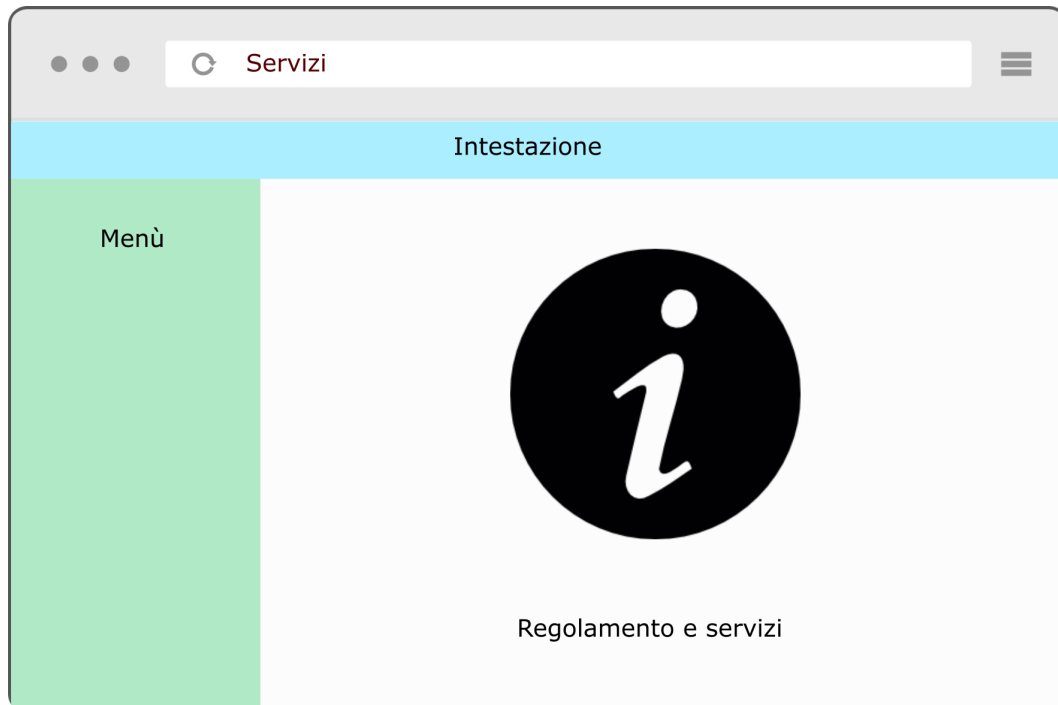 Servizi
Intestazione
Menù
i
Regolamento e servizi